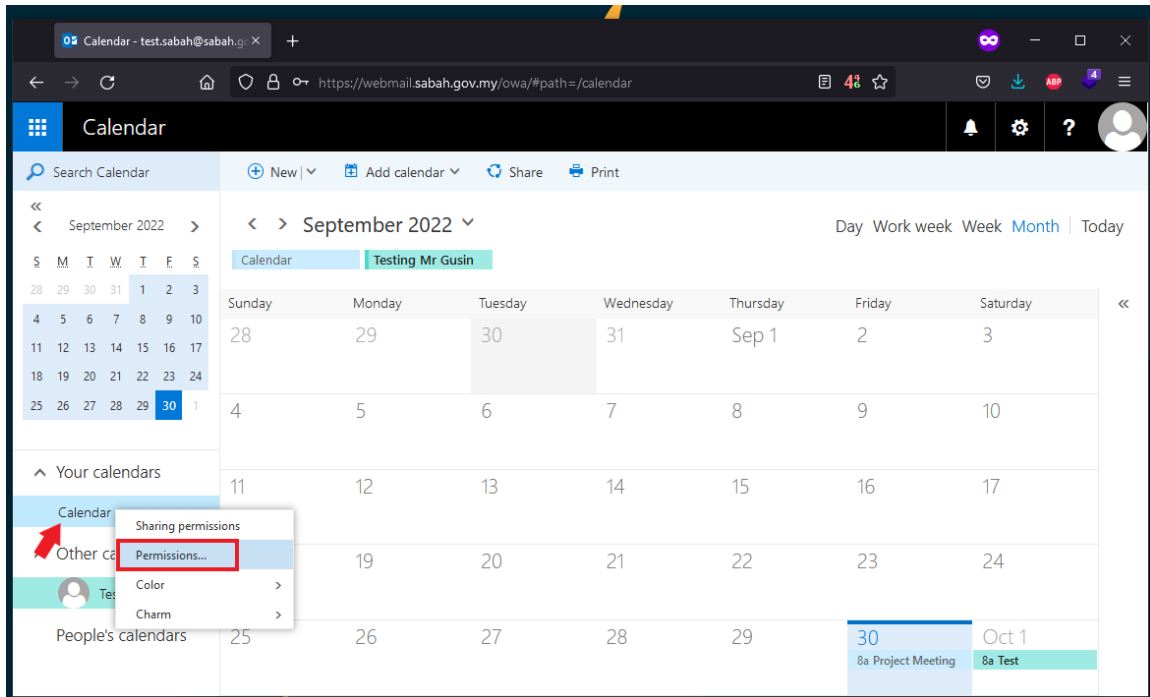 Calendar - test.sabah@sabah.gc
https://webmail.sabah.gov.my/owa/#path=/calendar
ABP
4
Calendar
?
Search Calendar
New
Add calendar
Share
Print
September 2022
S M T W T F S
28 29 30 31 1 2 3
4 5 6 7 8 9 10
11 12 13 14 15 16 17
18 19 20 21 22 23 24
25 26 27 28 29 30 1
Your calendars
Calendar
Other ca
Tes
People's calendars
Sharing permissions
Permissions...
Color
Charm
September 2022
Day Work week Week Month Today
Calendar
Testing Mr Gusin
Sunday Monday Tuesday Wednesday Thursday Friday Saturday
28 29 30 31 Sep 1 2 3
4 5 6 7 8 9 10
11 12 13 14 15 16 17
19 20 21 22 23 24
25 26 27 28 29 30 Oct 1
8a Project Meeting 8a Test